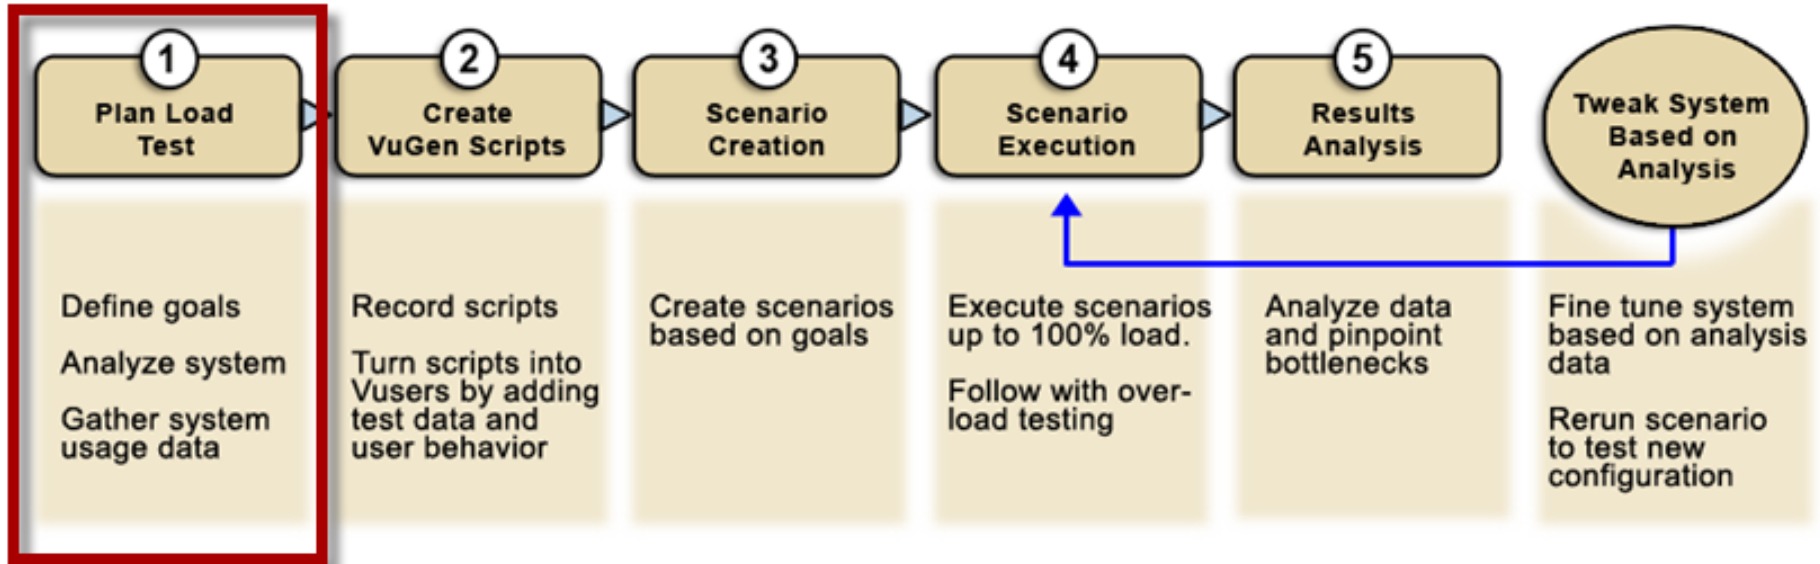 1
Plan Load
Test
Define goals
Analyze system
Gather system
usage data
2
Create
VuGen Scripts
Record scripts
Turn scripts into
Vusers by adding
test data and
user behavior
3
Scenario
Creation
Create scenarios
based on goals
4
Scenario
Execution
Execute scenarios
up to 100% load.
Follow with over-
load testing
5
Results
Analysis
Analyze data
and pinpoint
bottlenecks
Tweak System
Based on
Analysis
Fine tune system
based on analysis
data
Rerun scenario
to test new
configuration